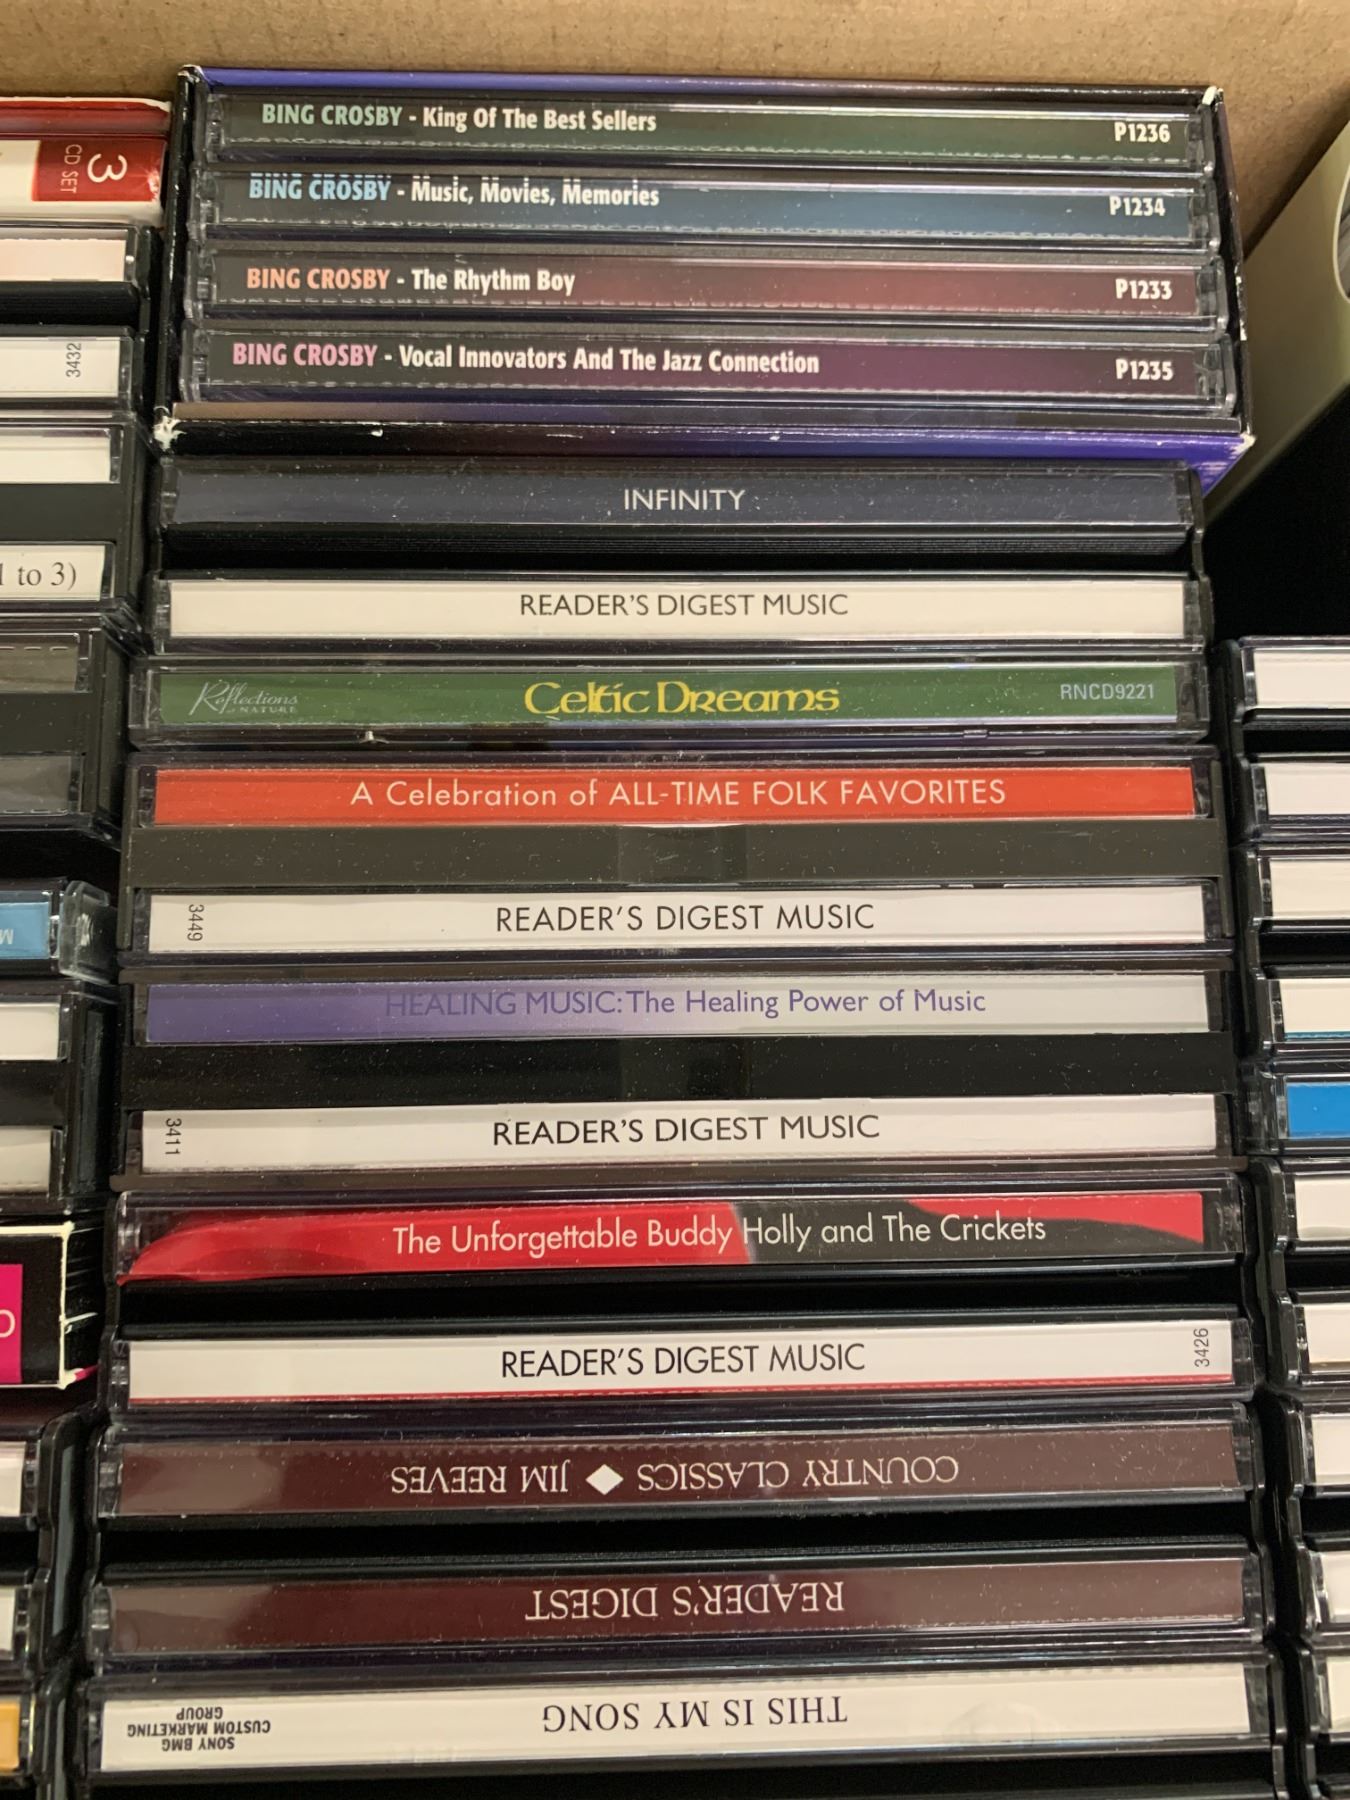 3
CD SET
3432
1 to 3)
M
BING CROSBY - King Of The Best Sellers P1236
BING CROSBY - Music, Movies, Memories P1234
BING CROSBY - The Rhythm Boy P1233
BING CROSBY - Vocal Innovators And The Jazz Connection P1235
INFINITY
READER'S DIGEST MUSIC
Reflections OF NATURE Celtic Dreams RNCD9221
A Celebration of ALL-TIME FOLK FAVORITES
3449 READER'S DIGEST MUSIC
HEALING MUSIC: The Healing Power of Music
3411 READER'S DIGEST MUSIC
The Unforgettable Buddy Holly and The Crickets
READER'S DIGEST MUSIC 3426
COUNTRY CLASSICS ◆ JIM REEVES
READER'S DIGEST
THIS IS MY SONG
SONY BMG
CUSTOM MARKETING
GROUP